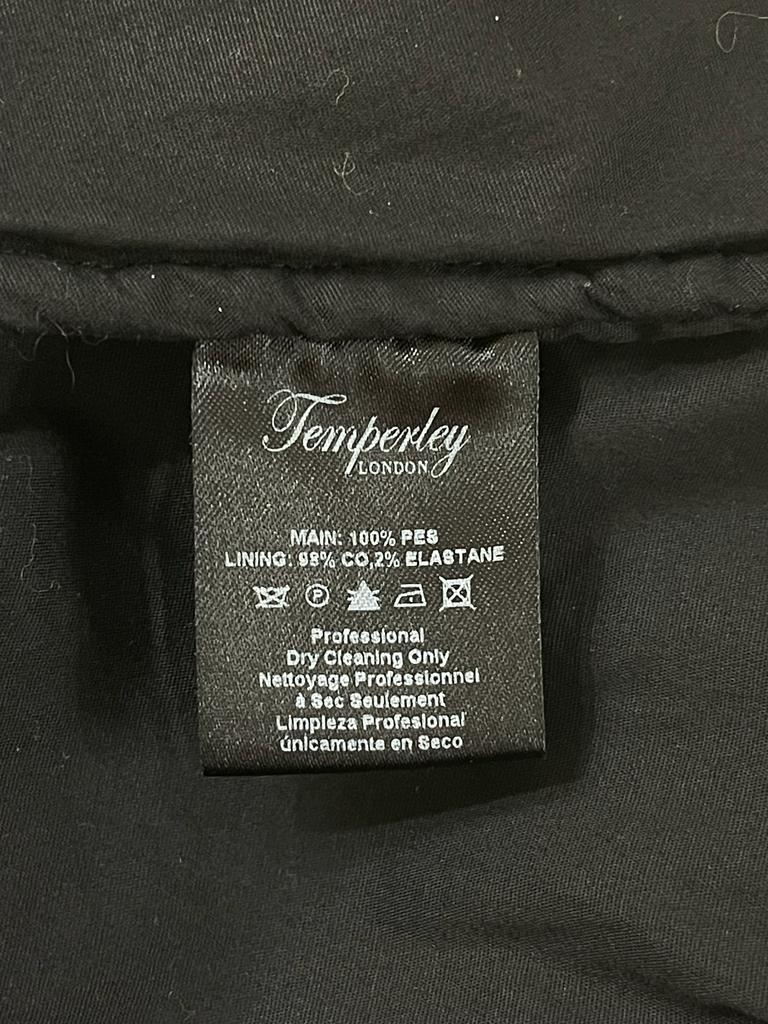 Temperley
LONDON
MAIN: 100% PES
LINING: 98% CO,2% ELASTANE
P
Professional
Dry Cleaning Only
Nettoyage Professionnel
à Sec Seulement
Limpieza Profesional
únicamente en Seco